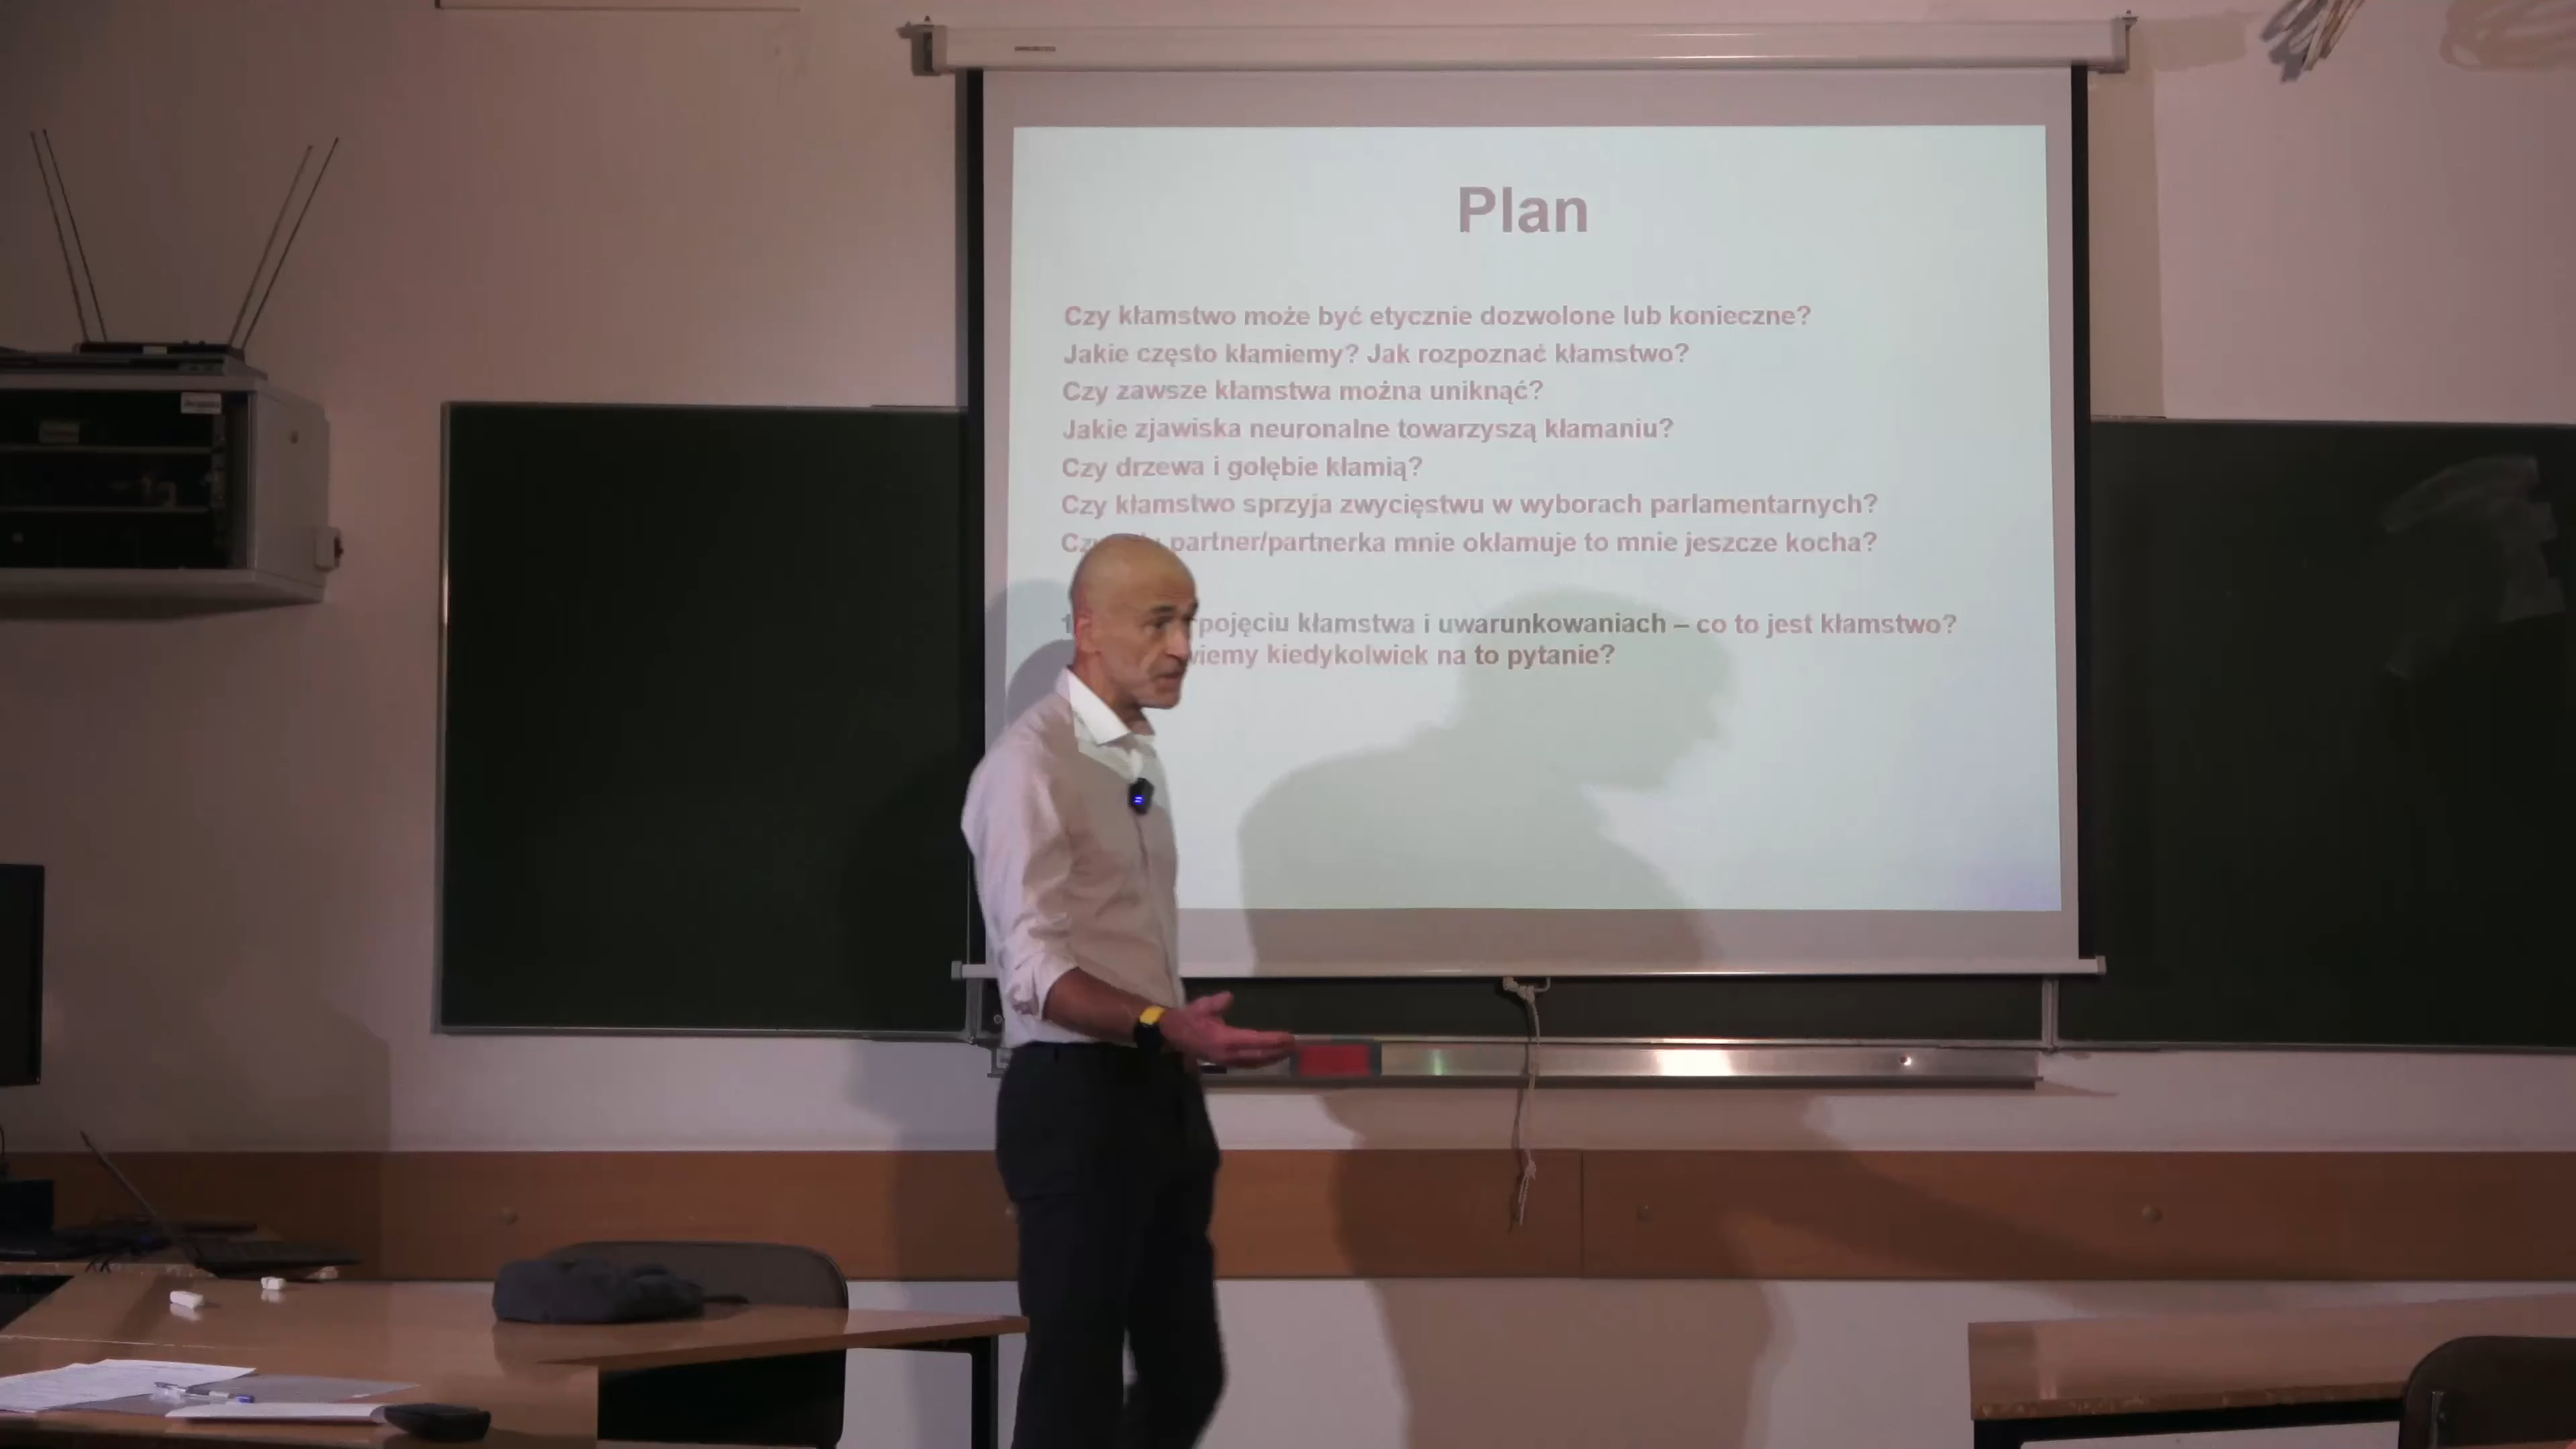 Plan
Czy kłamstwo może być etycznie dozwolone lub konieczne?
Jakie często kłamiemy? Jak rozpoznać kłamstwo?
Czy zawsze kłamstwa można uniknąć?
Jakie zjawiska neuronalne towarzyszą kłamaniu?
Czy drzewa i gołębie kłamią?
Czy kłamstwo sprzyja zwycięstwu w wyborach parlamentarnych?
partner/partnerka mnie okłamuje to mnie jeszcze kocha?
pojęciu kłamstwa i uwarunkowaniach – co to jest kłamstwo?
kiedykolwiek na to pytanie?